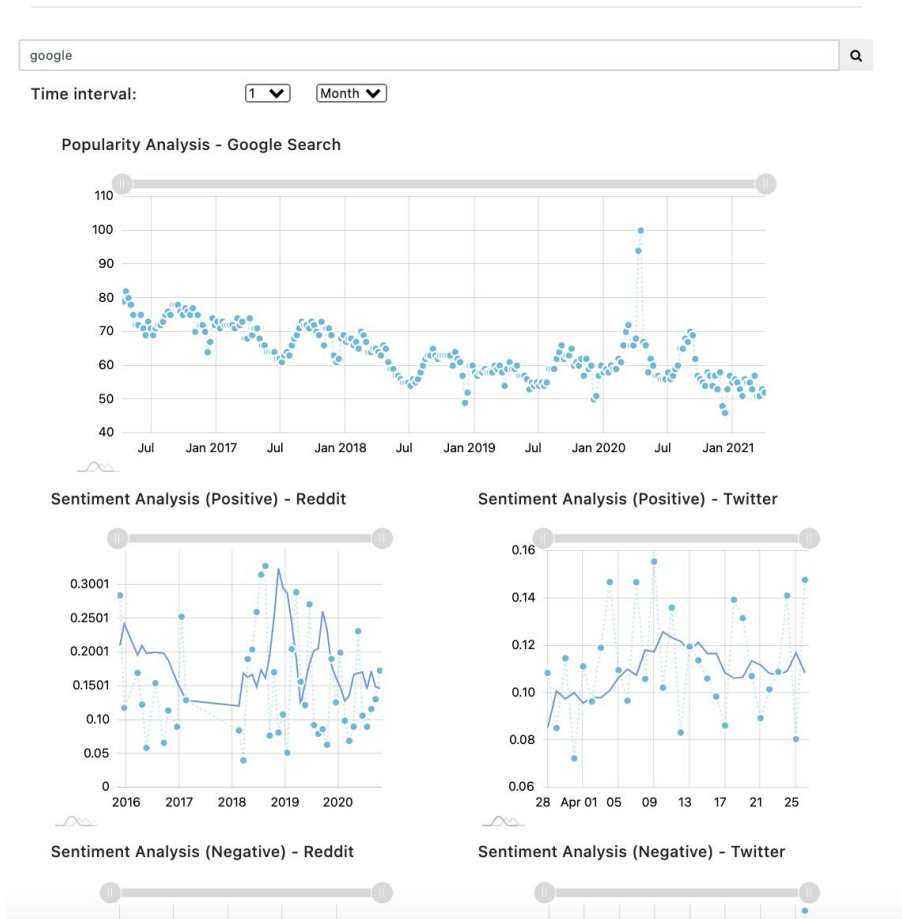 google
Time interval: 1 Month
Popularity Analysis - Google Search
110
100
90
80
70
60
50
40
Jul Jan 2017 Jul Jan 2018 Jul Jan 2019 Jul Jan 2020 Jul Jan 2021
Sentiment Analysis (Positive) - Reddit
0.3001
0.2501
0.2001
0.1501
0.10
0.05
0
2016 2017 2018 2019 2020
Sentiment Analysis (Positive) - Twitter
0.16
0.14
0.12
0.10
0.08
0.06
28 Apr 01 05 09 13 17 21 25
Sentiment Analysis (Negative) - Reddit
Sentiment Analysis (Negative) - Twitter